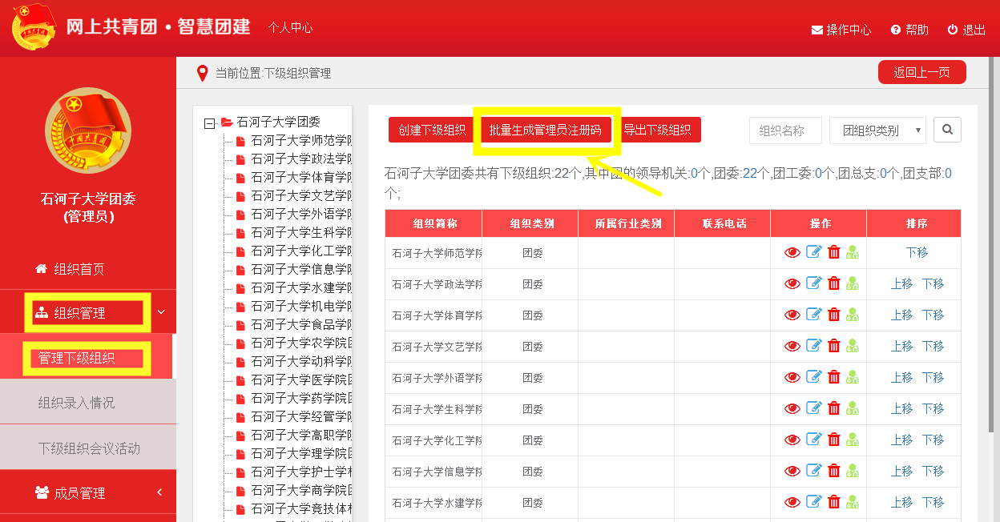 网上共青团·智慧团建 个人中心 操作中心 帮助 退出
当前位置:下级组织管理 返回上一页
石河子大学团委
(管理员)
组织首页
组织管理
管理下级组织
组织录入情况
下级组织会议活动
成员管理
石河子大学团委
石河子大学师范学院
石河子大学政法学院
石河子大学体育学院
石河子大学文艺学院
石河子大学外语学院
石河子大学生科学院
石河子大学化工学院
石河子大学信息学院
石河子大学水建学院
石河子大学机电学院
石河子大学食品学院
石河子大学农学院团
石河子大学动科学院
石河子大学医学院团
石河子大学药学院团
石河子大学经管学院
石河子大学高职学院
石河子大学理学院团
石河子大学护士学校
石河子大学商学院团
石河子大学竞技体校
创建下级组织 批量生成管理员注册码 导出下级组织 组织名称 团组织类别
石河子大学团委共有下级组织:22个,其中团的领导机关:0个,团委:22个,团工委:0个,团总支:0个,团支部:0
个;
组织简称 组织类别 所属行业类别 联系电话 操作 排序
石河子大学师范学院 团委 下移
石河子大学政法学院 团委 上移 下移
石河子大学体育学院 团委 上移 下移
石河子大学文艺学院 团委 上移 下移
石河子大学外语学院 团委 上移 下移
石河子大学生科学院 团委 上移 下移
石河子大学化工学院 团委 上移 下移
石河子大学信息学院 团委 上移 下移
石河子大学水建学院 团委 上移 下移